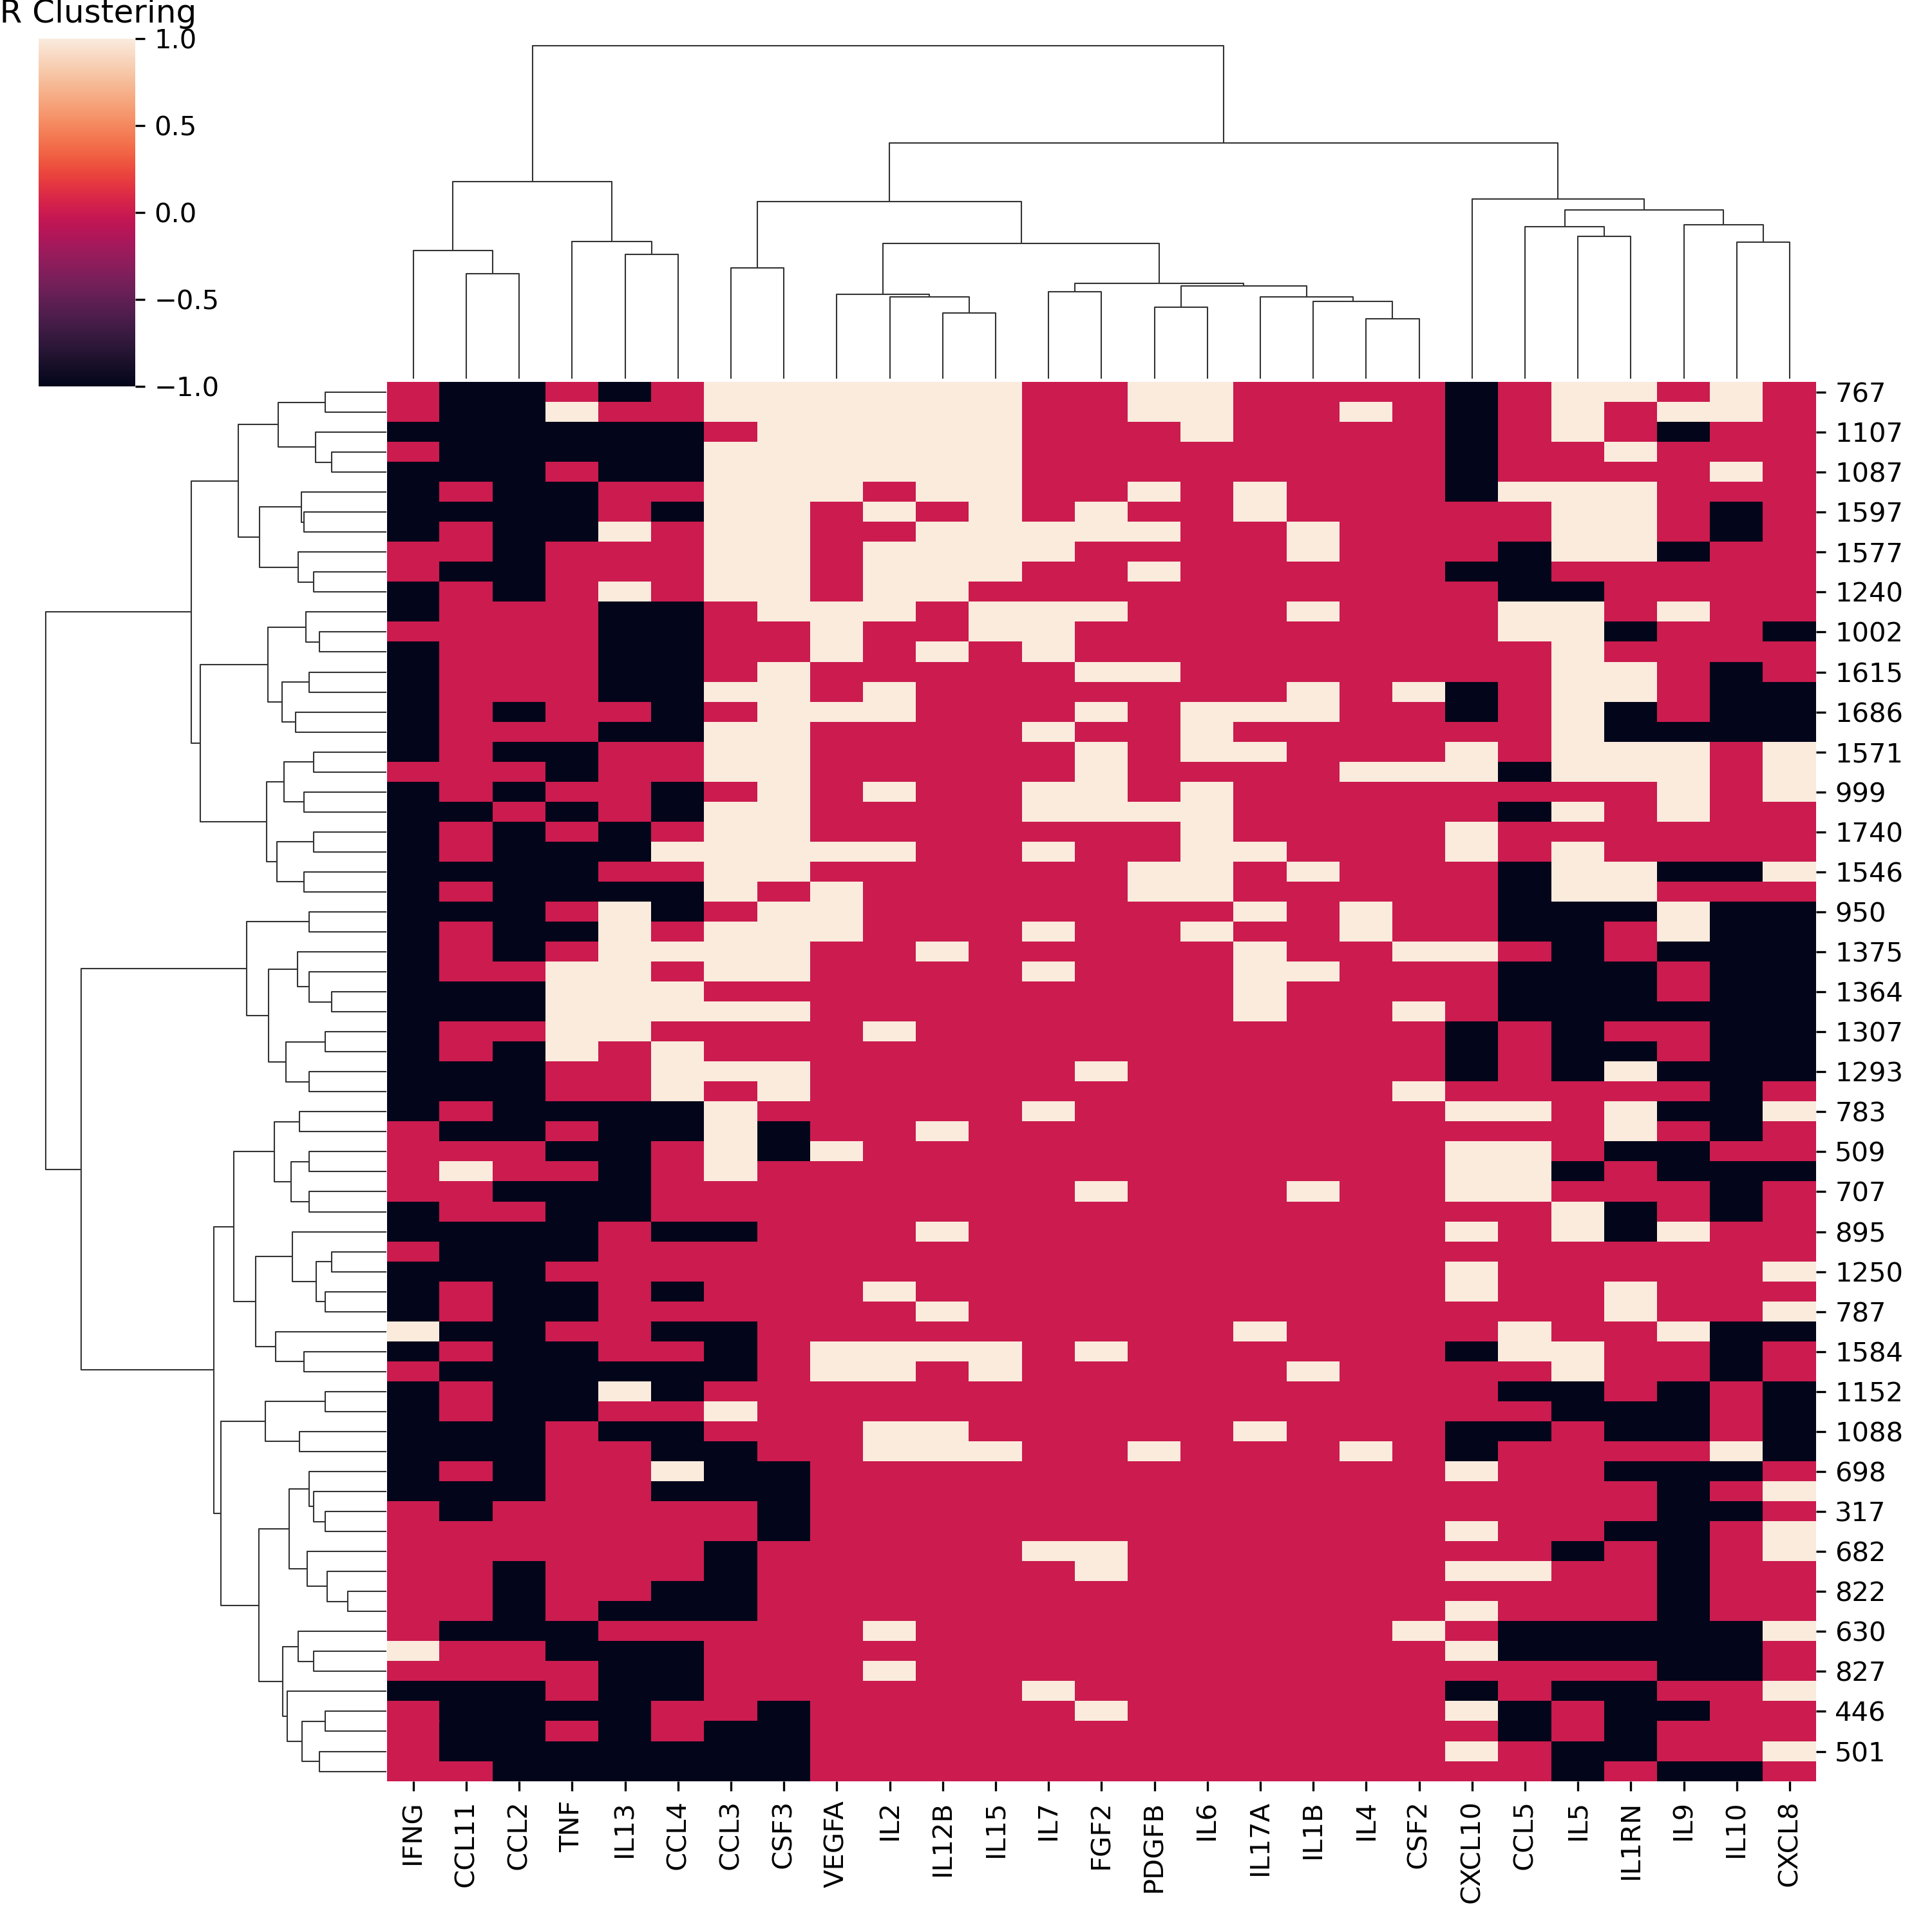 R Clustering
1.0
0.5
0.0
−0.5
−1.0
767
1107
1087
1597
1577
1240
1002
1615
1686
1571
999
1740
1546
950
1375
1364
1307
1293
783
509
707
895
1250
787
1584
1152
1088
698
317
682
822
630
827
446
501
IFNG
CCL11
CCL2
TNF
IL13
CCL4
CCL3
CSF3
VEGFA
IL2
IL12B
IL15
IL7
FGF2
PDGFB
IL6
IL17A
IL1B
IL4
CSF2
CXCL10
CCL5
IL5
IL1RN
IL9
IL10
CXCL8